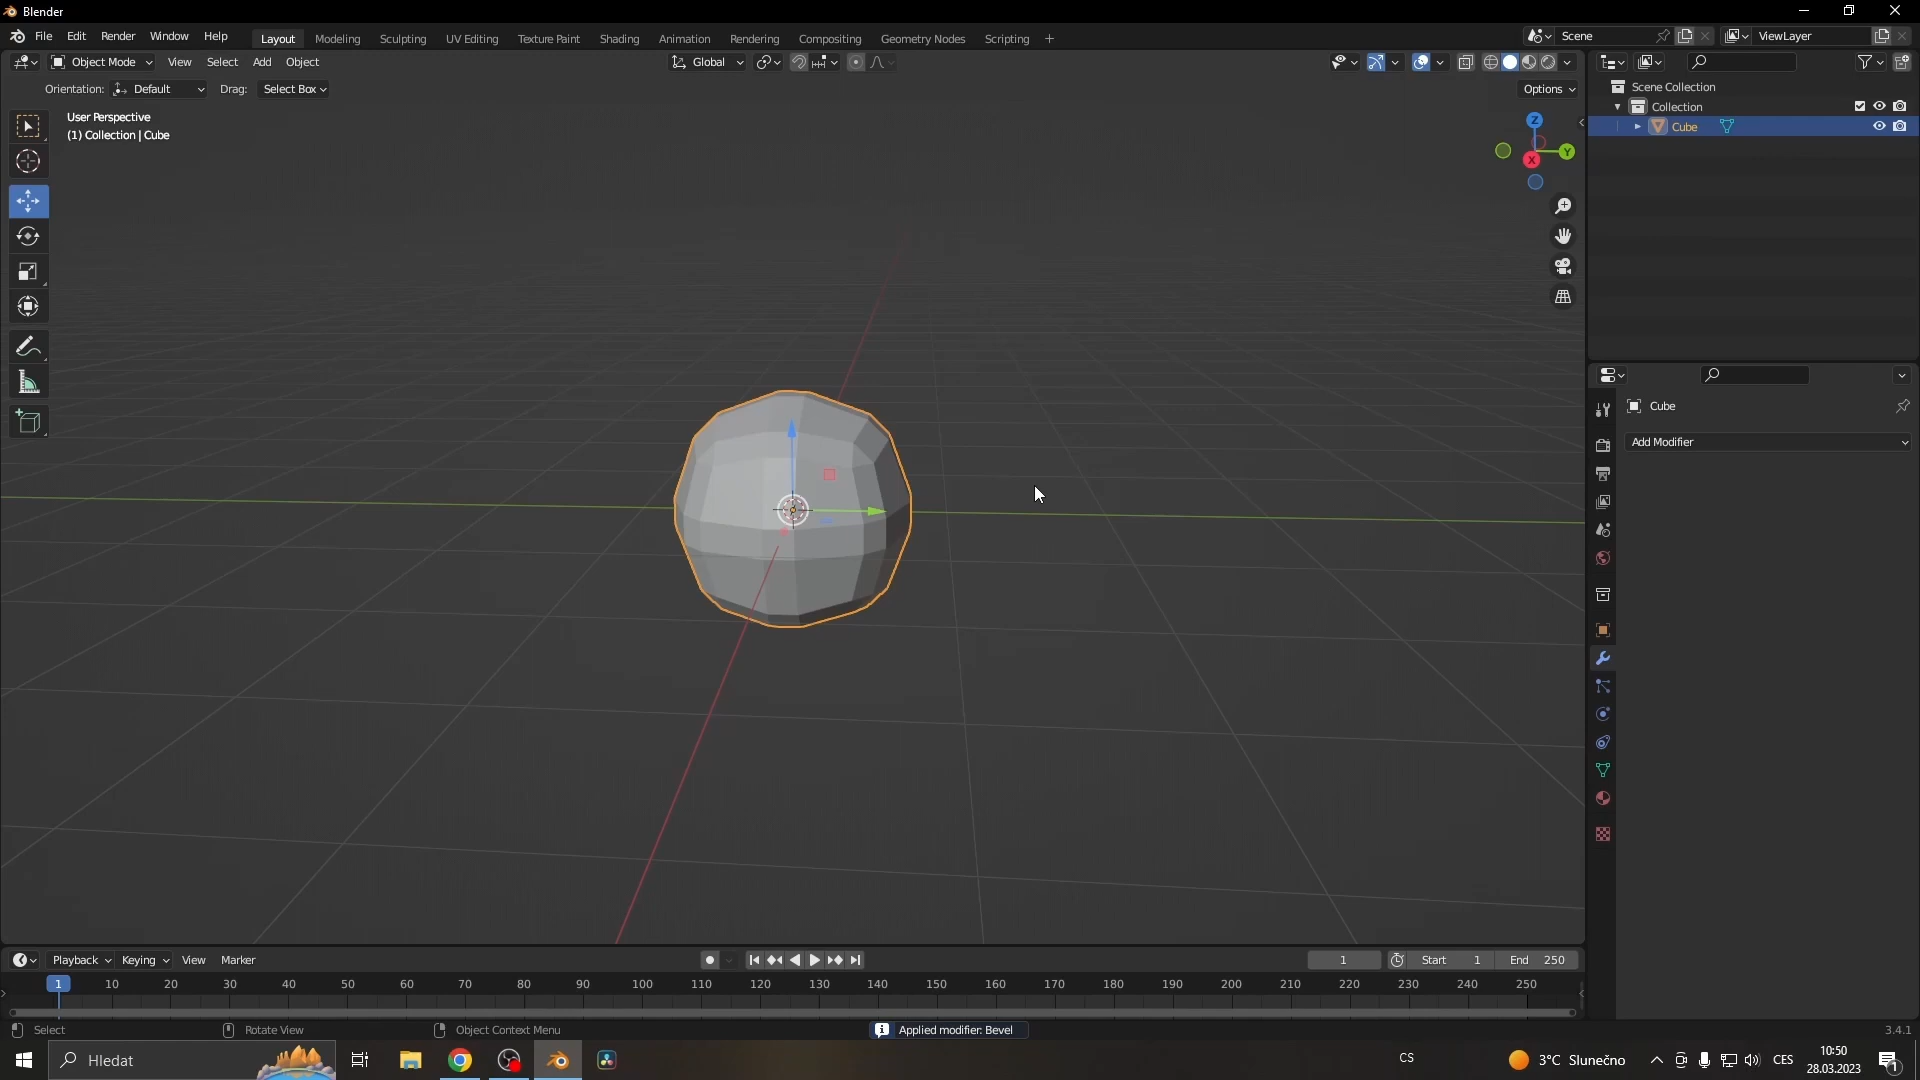 Blender
File Edit Render Window Help Layout Modeling Sculpting UV Editing Texture Paint Shading Animation Rendering Compositing Geometry Nodes Scripting + Scene ViewLayer
Object Mode View Select Add Object Global
Orientation: Default Drag: Select Box Options
User Perspective
(1) Collection | Cube
Z
Y
X
Scene Collection
Collection
Cube
Cube
Add Modifier
Playback Keying View Marker 1 Start 1 End 250
1 10 20 30 40 50 60 70 80 90 100 110 120 130 140 150 160 170 180 190 200 210 220 230 240 250
Select Rotate View Object Context Menu Applied modifier: Bevel 3.4.1
Hledat CS 3°C Slunečno CES 10:50
28.03.2023
1